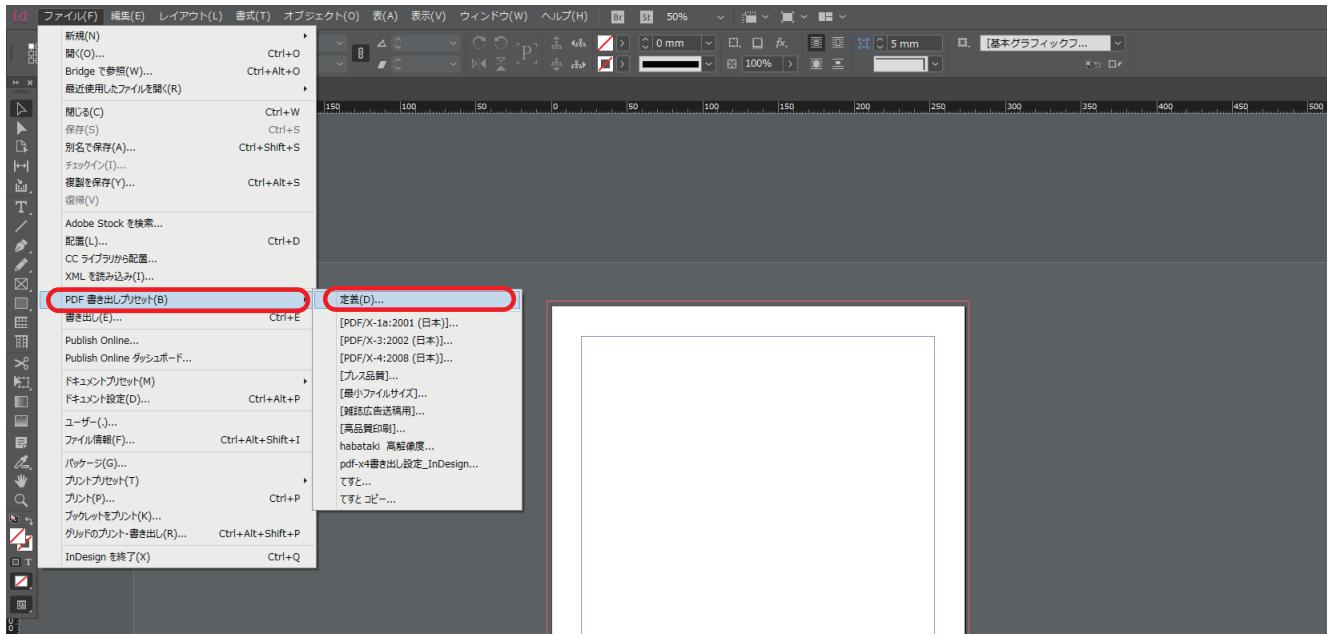 Id ファイル(F) 編集(E) レイアウト(L) 書式(T) オブジェクト(O) 表(A) 表示(V) ウィンドウ(W) ヘルプ(H) Br St 50%
新規(N)
開く(O)... Ctrl+O
Bridge で参照(W)... Ctrl+Alt+O
最近使用したファイルを開く(R)
閉じる(C) Ctrl+W
保存(S) Ctrl+S
別名で保存(A)... Ctrl+Shift+S
チェックイン(I)...
複製を保存(Y)... Ctrl+Alt+S
復帰(V)
Adobe Stock を検索...
配置(L)... Ctrl+D
CC ライブラリから配置...
XML を読み込み(I)...
PDF 書き出しプリセット(B)
書き出し(E)... Ctrl+E
Publish Online...
Publish Online ダッシュボード...
ドキュメントプリセット(M)
ドキュメント設定(D)... Ctrl+Alt+P
ユーザー(.)...
ファイル情報(F)... Ctrl+Alt+Shift+I
パッケージ(G)...
プリントプリセット(T)
プリント(P)... Ctrl+P
ブックレットをプリント(K)...
グリッドのプリント・書き出し(R)... Ctrl+Alt+Shift+P
InDesign を終了(X) Ctrl+Q
定義(D)...
[PDF/X-1a:2001 (日本)]...
[PDF/X-3:2002 (日本)]...
[PDF/X-4:2008 (日本)]...
[プレス品質]...
[最小ファイルサイズ]...
[雑誌広告送稿用]...
[高品質印刷]...
habataki 高解像度...
pdf-x4書き出し設定_InDesign...
てすと...
てすと コピー...
P 0 mm fx. 5 mm [基本グラフィックフ...
100%
150 100 50 0 50 100 150 200 250 300 350 400 450 500
T
T